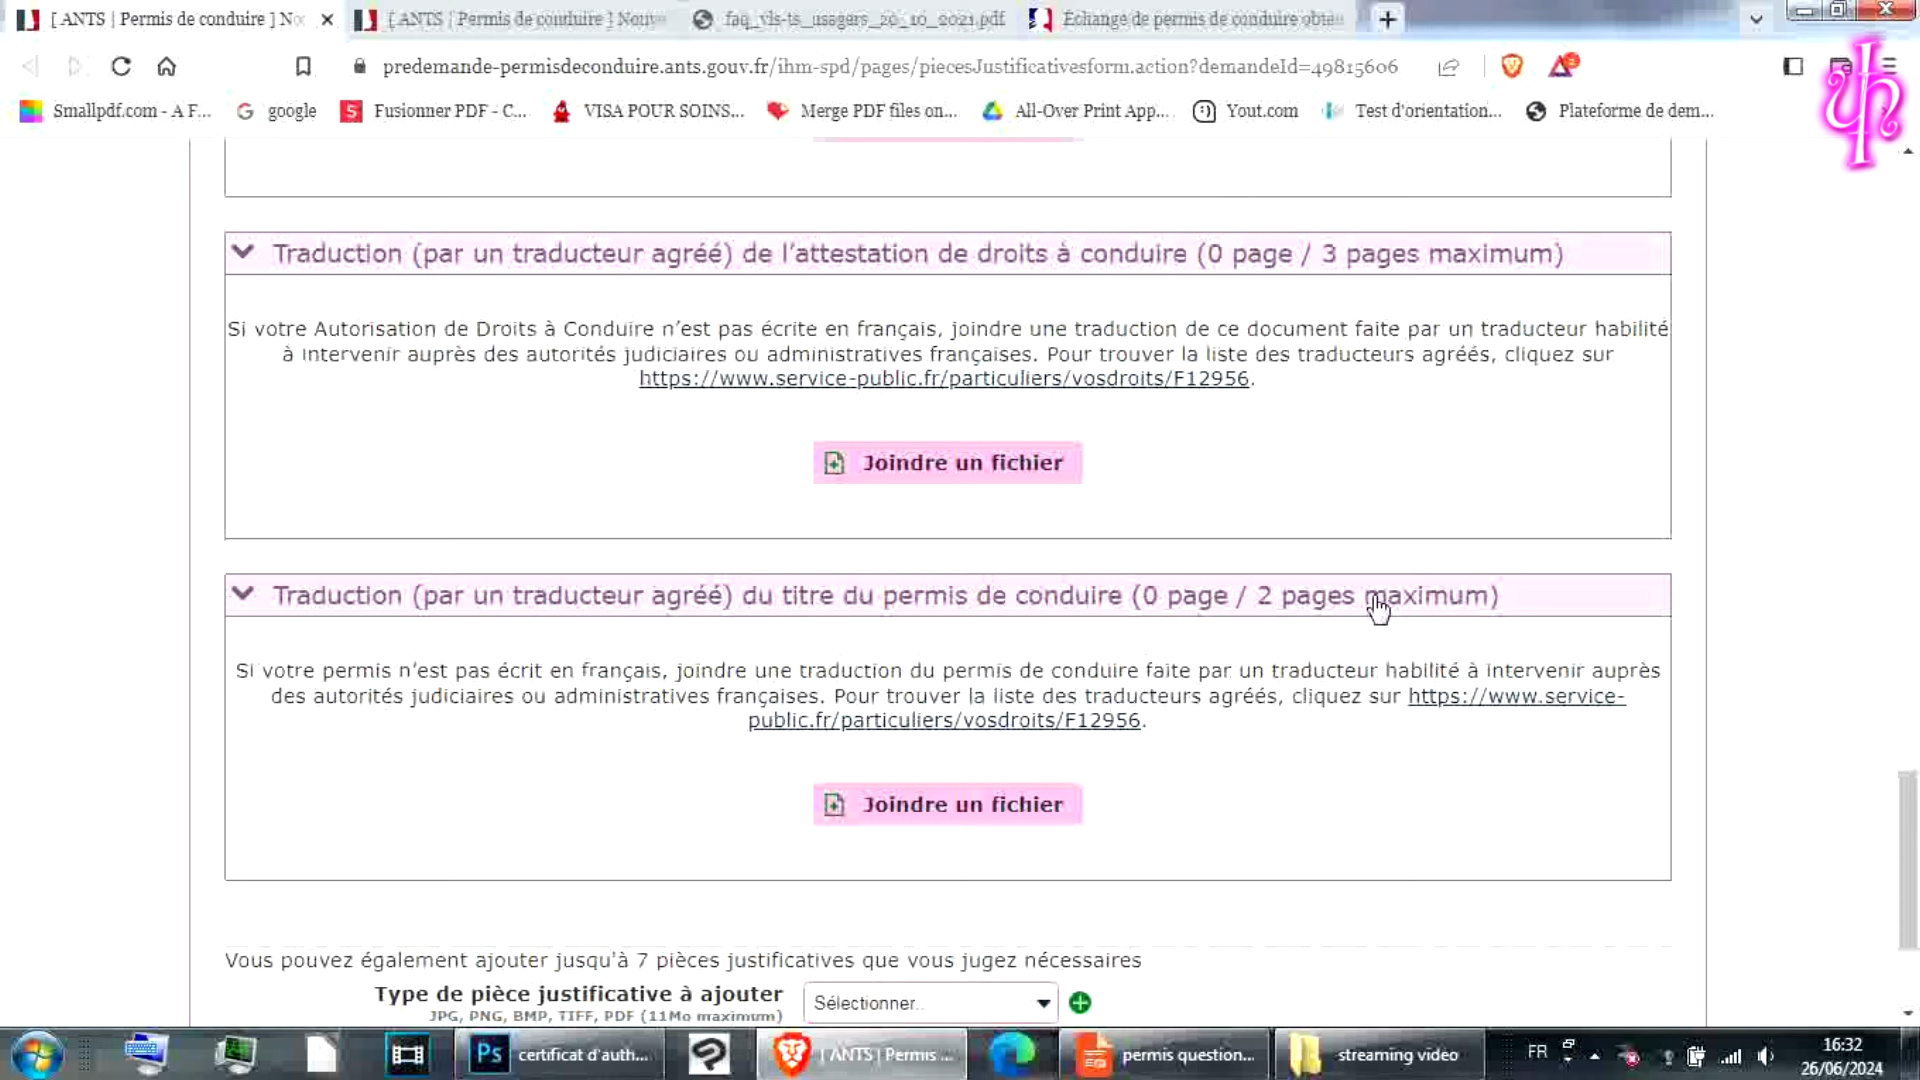 [ ANTS | Permis de conduire ] No
[ ANTS | Permis de conduire ] Nouve
faq_vls-ts_usagers_20_10_2021.pdf
Échange de permis de conduire obte
predemande-permisdeconduire.ants.gouv.fr/ihm-spd/pages/piecesJustificativesform.action?demandeId=49815606
Smallpdf.com - A F...
google
Fusionner PDF - C...
VISA POUR SOINS...
Merge PDF files on...
All-Over Print App...
Yout.com
Test d'orientation...
Plateforme de dem...
Traduction (par un traducteur agréé) de l’attestation de droits à conduire (0 page / 3 pages maximum)
Si votre Autorisation de Droits à Conduire n’est pas écrite en français, joindre une traduction de ce document faite par un traducteur habilité
à intervenir auprès des autorités judiciaires ou administratives françaises. Pour trouver la liste des traducteurs agréés, cliquez sur
https://www.service-public.fr/particuliers/vosdroits/F12956.
Joindre un fichier
Traduction (par un traducteur agréé) du titre du permis de conduire (0 page / 2 pages maximum)
Si votre permis n’est pas écrit en français, joindre une traduction du permis de conduire faite par un traducteur habilité à intervenir auprès
des autorités judiciaires ou administratives françaises. Pour trouver la liste des traducteurs agréés, cliquez sur https://www.service-
public.fr/particuliers/vosdroits/F12956.
Joindre un fichier
Vous pouvez également ajouter jusqu'à 7 pièces justificatives que vous jugez nécessaires
Type de pièce justificative à ajouter
Sélectionner..
JPG, PNG, BMP, TIFF, PDF (11Mo maximum)
Ps
certificat d'auth...
[ ANTS | Permis ...
permis question...
streaming video
FR
16:32
26/06/2024